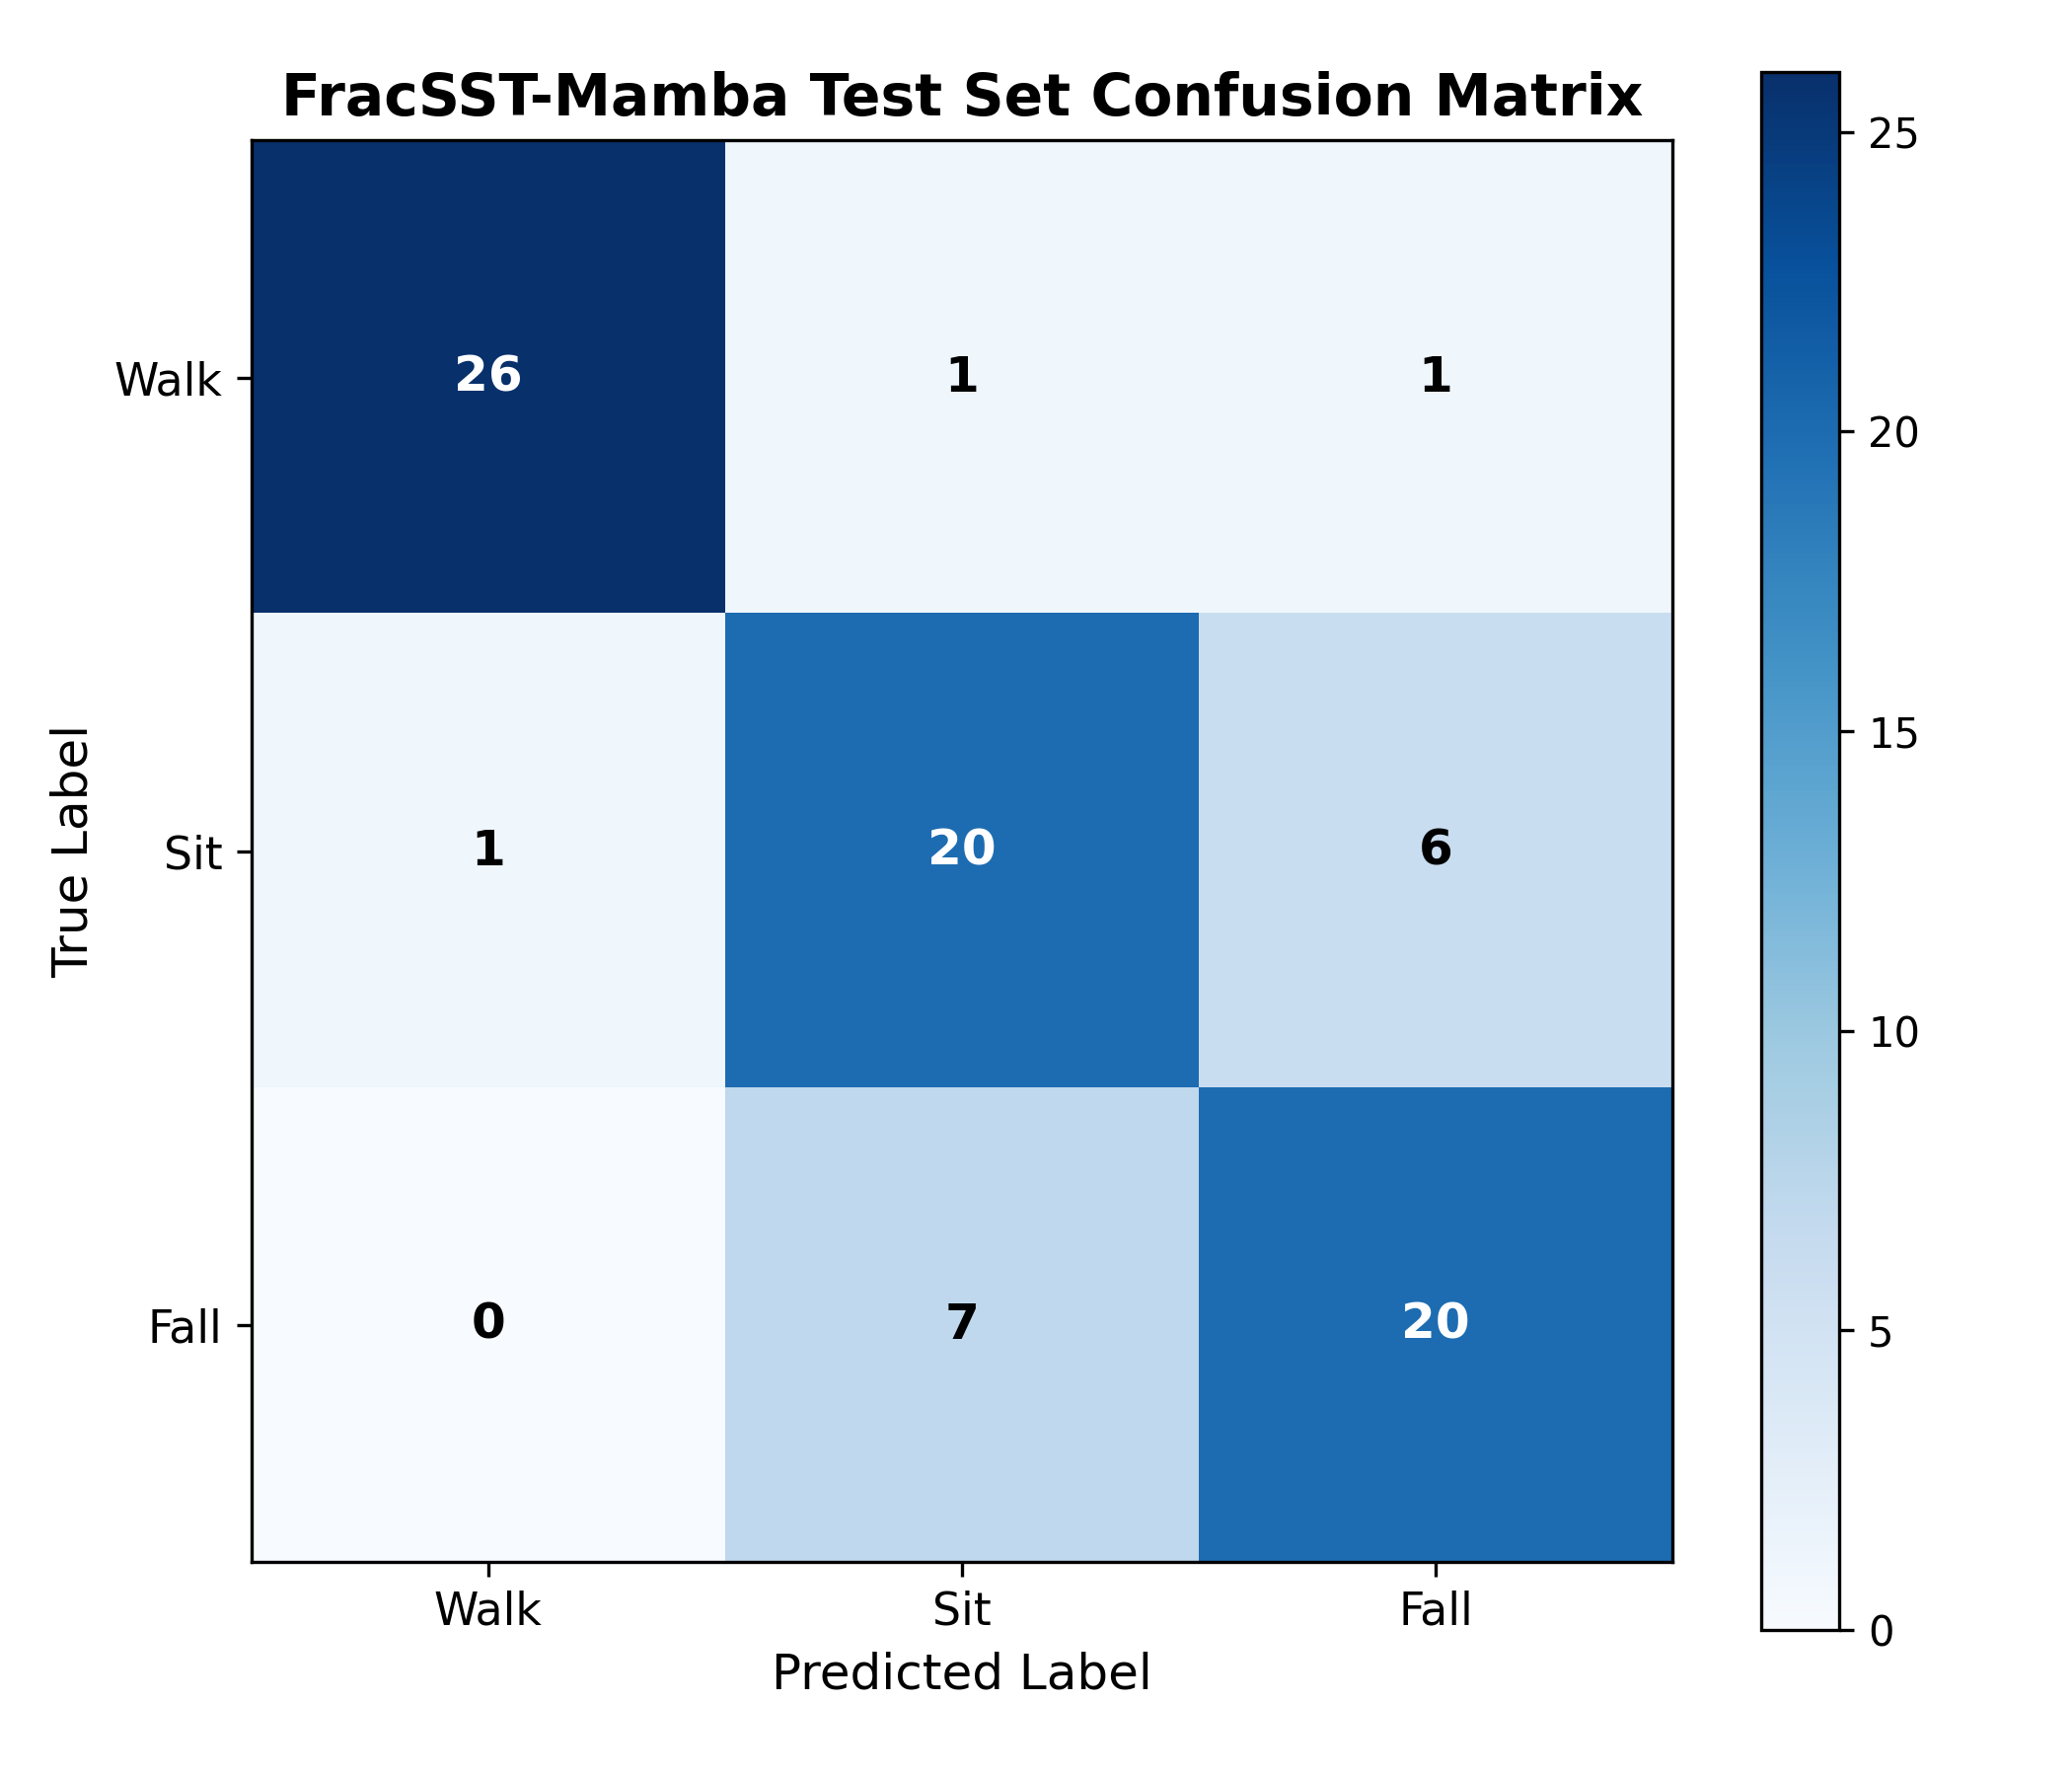 FracSST-Mamba Test Set Confusion Matrix
True Label
Walk
Sit
Fall
26 1 1
1 20 6
0 7 20
Walk Sit Fall
Predicted Label
25
20
15
10
5
0